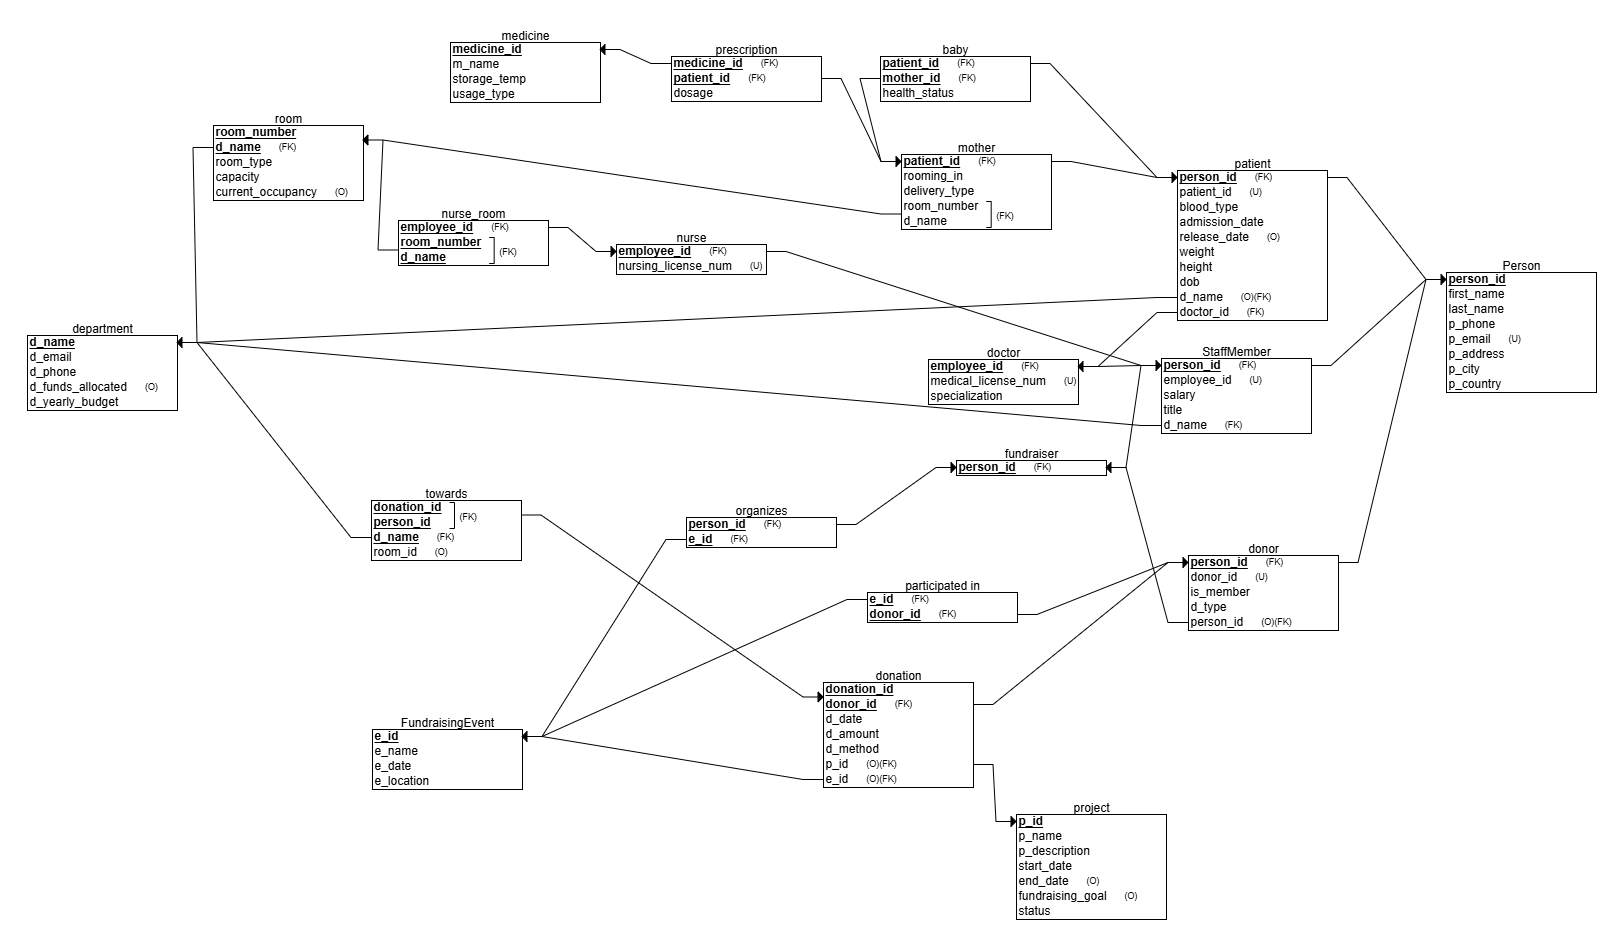 medicine
medicine_id
m_name
storage_temp
usage_type
prescription
medicine_id (FK)
patient_id (FK)
dosage
baby
patient_id (FK)
mother_id (FK)
health_status
room
room_number
d_name (FK)
room_type
capacity
current_occupancy (O)
mother
patient_id (FK)
rooming_in
delivery_type
room_number
d_name
(FK)
patient
person_id (FK)
patient_id (U)
blood_type
admission_date
release_date (O)
weight
height
dob
d_name (O)(FK)
doctor_id (FK)
nurse_room
employee_id (FK)
room_number
d_name
(FK)
nurse
employee_id (FK)
nursing_license_num (U)
Person
person_id
first_name
last_name
p_phone
p_email (U)
p_address
p_city
p_country
department
d_name
d_email
d_phone
d_funds_allocated (O)
d_yearly_budget
doctor
employee_id (FK)
medical_license_num (U)
specialization
StaffMember
person_id (FK)
employee_id (U)
salary
title
d_name (FK)
fundraiser
person_id (FK)
towards
donation_id
person_id
(FK)
d_name (FK)
room_id (O)
organizes
person_id (FK)
e_id (FK)
donor
person_id (FK)
donor_id (U)
is_member
d_type
person_id (O)(FK)
participated in
e_id (FK)
donor_id (FK)
donation
donation_id
donor_id (FK)
d_date
d_amount
d_method
p_id (O)(FK)
e_id (O)(FK)
FundraisingEvent
e_id
e_name
e_date
e_location
project
p_id
p_name
p_description
start_date
end_date (O)
fundraising_goal (O)
status